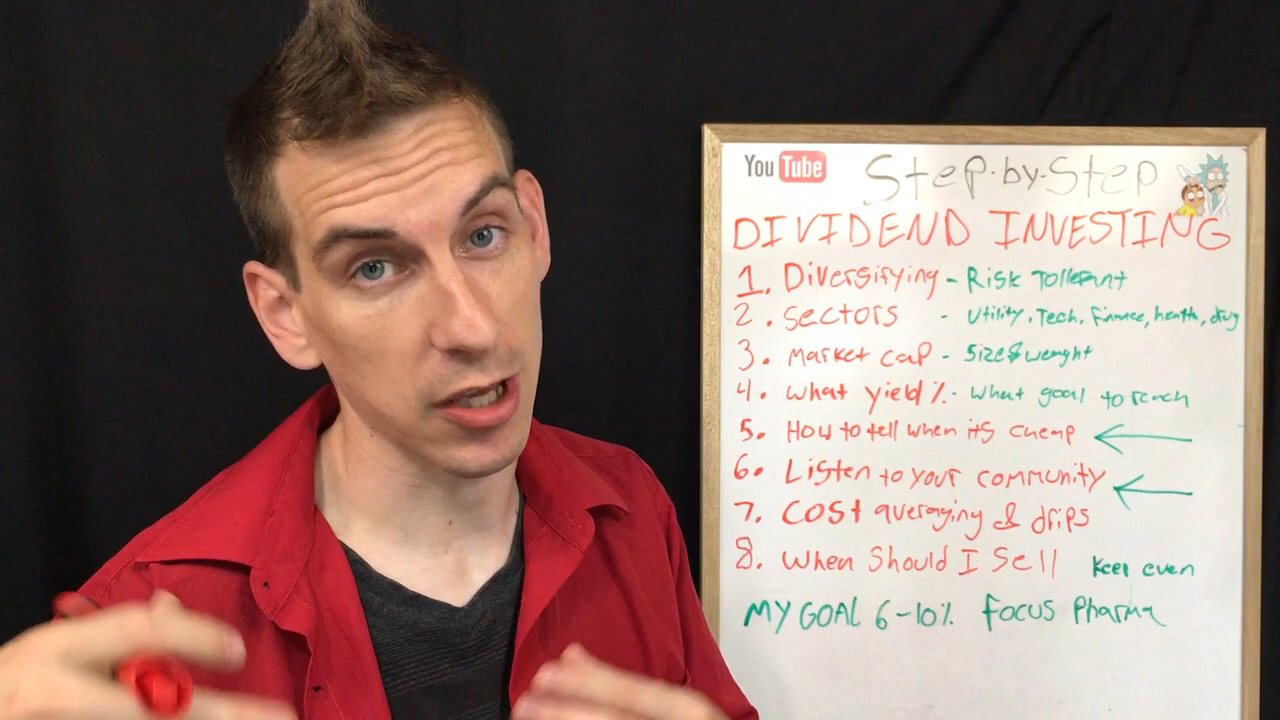 YouTube
Step-by-Step
DIVIDEND INVESTING
1. Diversifying - Risk Tollerant
2. Sectors - Utility, Tech, Finance, health, drug
3. market cap - Size $ weight
4. what yield %. - What goal to reach
5. How to tell when its cheap
6. Listen to your community
7. Cost averaging & drips
8. When Should I Sell Keep even
MY GOAL 6-10% Focus Pharma